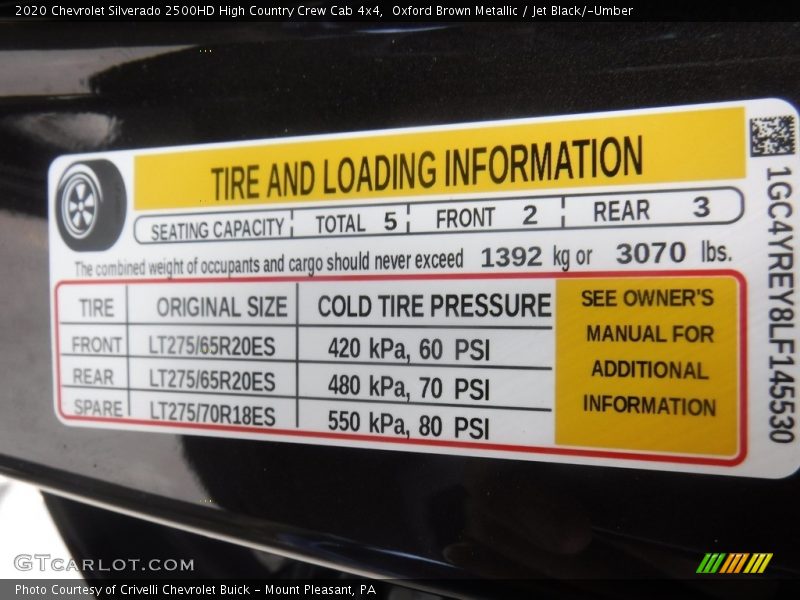 2020 Chevrolet Silverado 2500HD High Country Crew Cab 4x4,  Oxford Brown Metallic / Jet Black/-Umber
TIRE AND LOADING INFORMATION
SEATING CAPACITY TOTAL 5 FRONT 2 REAR 3
The combined weight of occupants and cargo should never exceed 1392 kg or 3070 lbs.
TIRE ORIGINAL SIZE COLD TIRE PRESSURE
FRONT LT275/65R20ES 420 kPa, 60 PSI
REAR LT275/65R20ES 480 kPa, 70 PSI
SPARE LT275/70R18ES 550 kPa, 80 PSI
SEE OWNER'S
MANUAL FOR
ADDITIONAL
INFORMATION
1GC4YREY8LF145530
GTCARLOT.COM
Photo Courtesy of Crivelli Chevrolet Buick - Mount Pleasant, PA